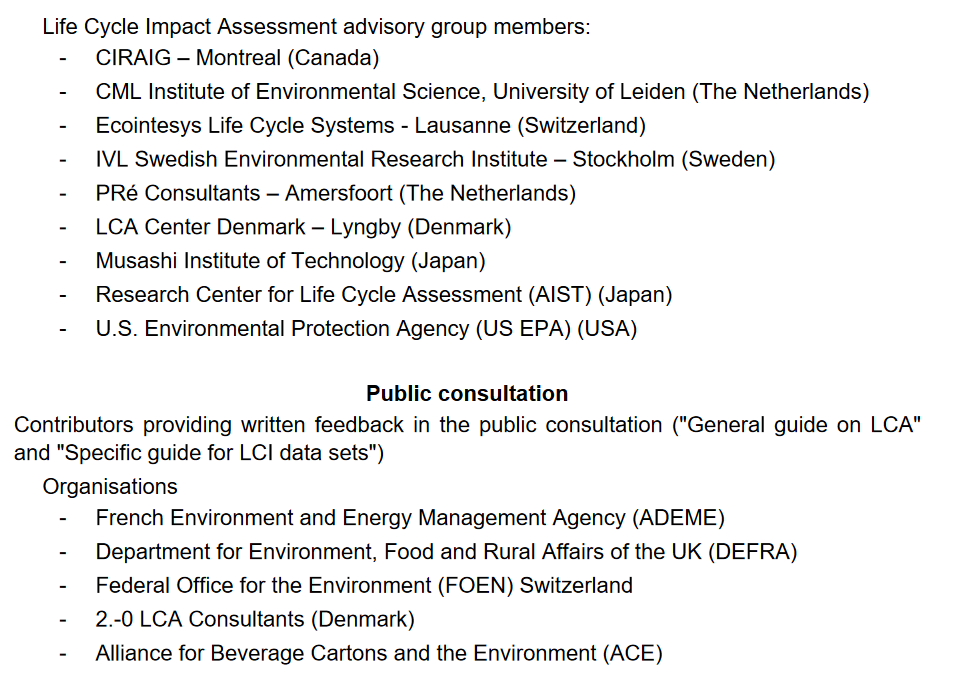 Life Cycle Impact Assessment advisory group members:
- CIRAIG – Montreal (Canada)
- CML Institute of Environmental Science, University of Leiden (The Netherlands)
- Ecointesys Life Cycle Systems - Lausanne (Switzerland)
- IVL Swedish Environmental Research Institute – Stockholm (Sweden)
- PRé Consultants – Amersfoort (The Netherlands)
- LCA Center Denmark – Lyngby (Denmark)
- Musashi Institute of Technology (Japan)
- Research Center for Life Cycle Assessment (AIST) (Japan)
- U.S. Environmental Protection Agency (US EPA) (USA)
Public consultation
Contributors providing written feedback in the public consultation ("General guide on LCA"
and "Specific guide for LCI data sets")
Organisations
- French Environment and Energy Management Agency (ADEME)
- Department for Environment, Food and Rural Affairs of the UK (DEFRA)
- Federal Office for the Environment (FOEN) Switzerland
- 2.-0 LCA Consultants (Denmark)
- Alliance for Beverage Cartons and the Environment (ACE)